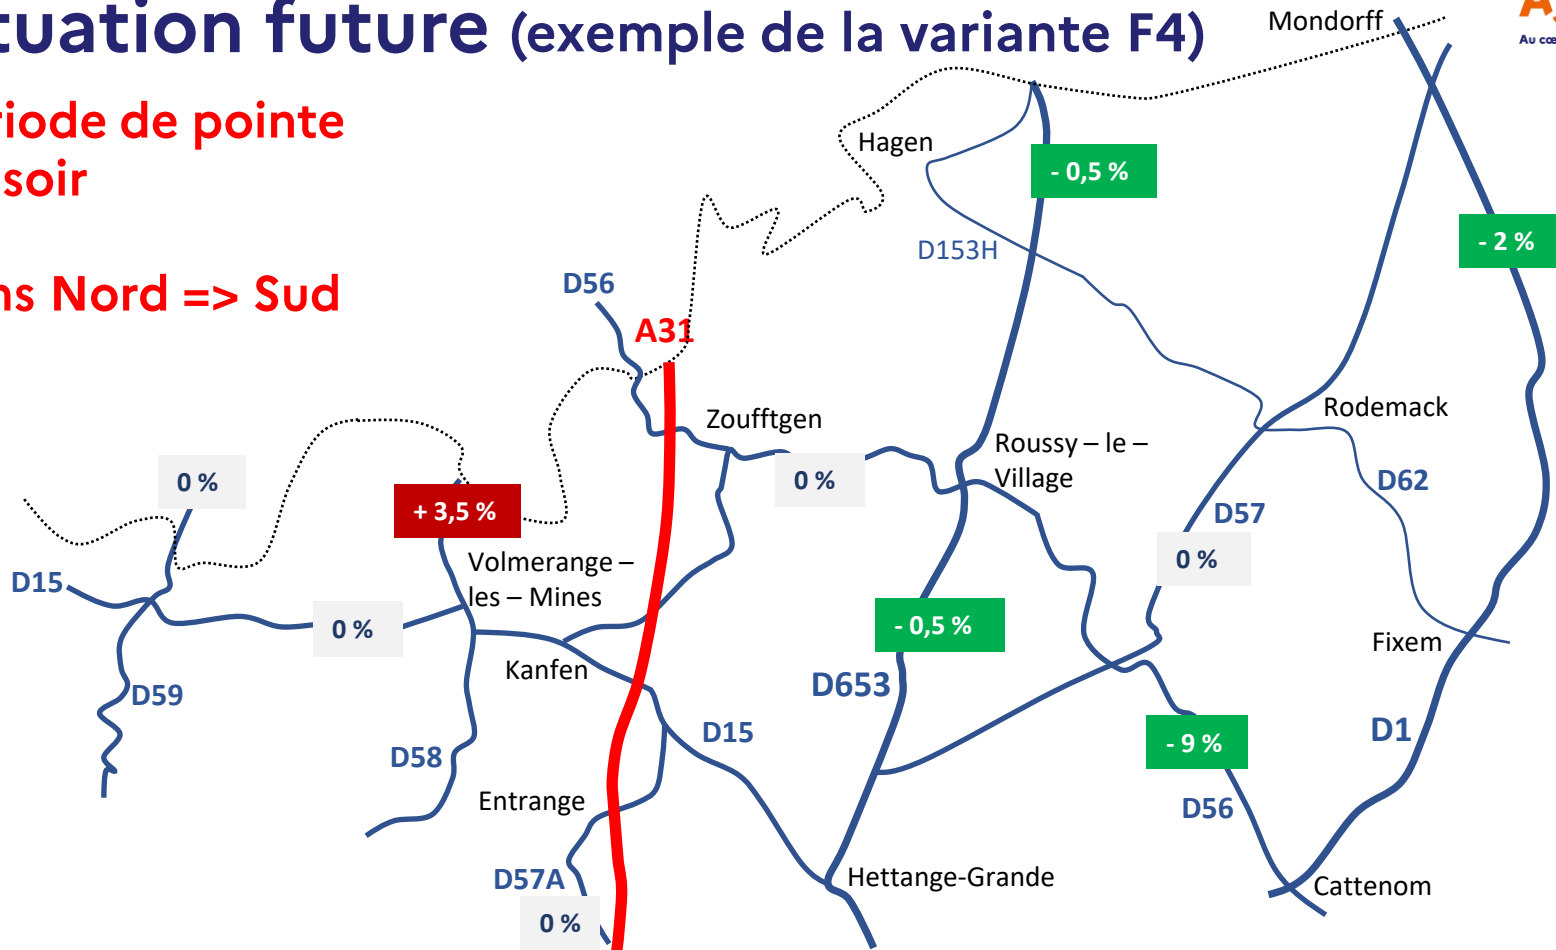 tuation future (exemple de la variante F4)
Mondorff
Au cœ
riode de pointe
soir
Hagen
- 0,5 %
D153H
- 2 %
ns Nord => Sud
D56
A31
Zoufftgen
Rodemack
Roussy – le –
Village
0 %
0 %
D62
+ 3,5 %
D57
0 %
Volmerange –
les – Mines
D15
0 %
- 0,5 %
Fixem
Kanfen
D653
D59
D15
D1
- 9 %
D58
Entrange
D56
D57A
Hettange-Grande
Cattenom
0 %